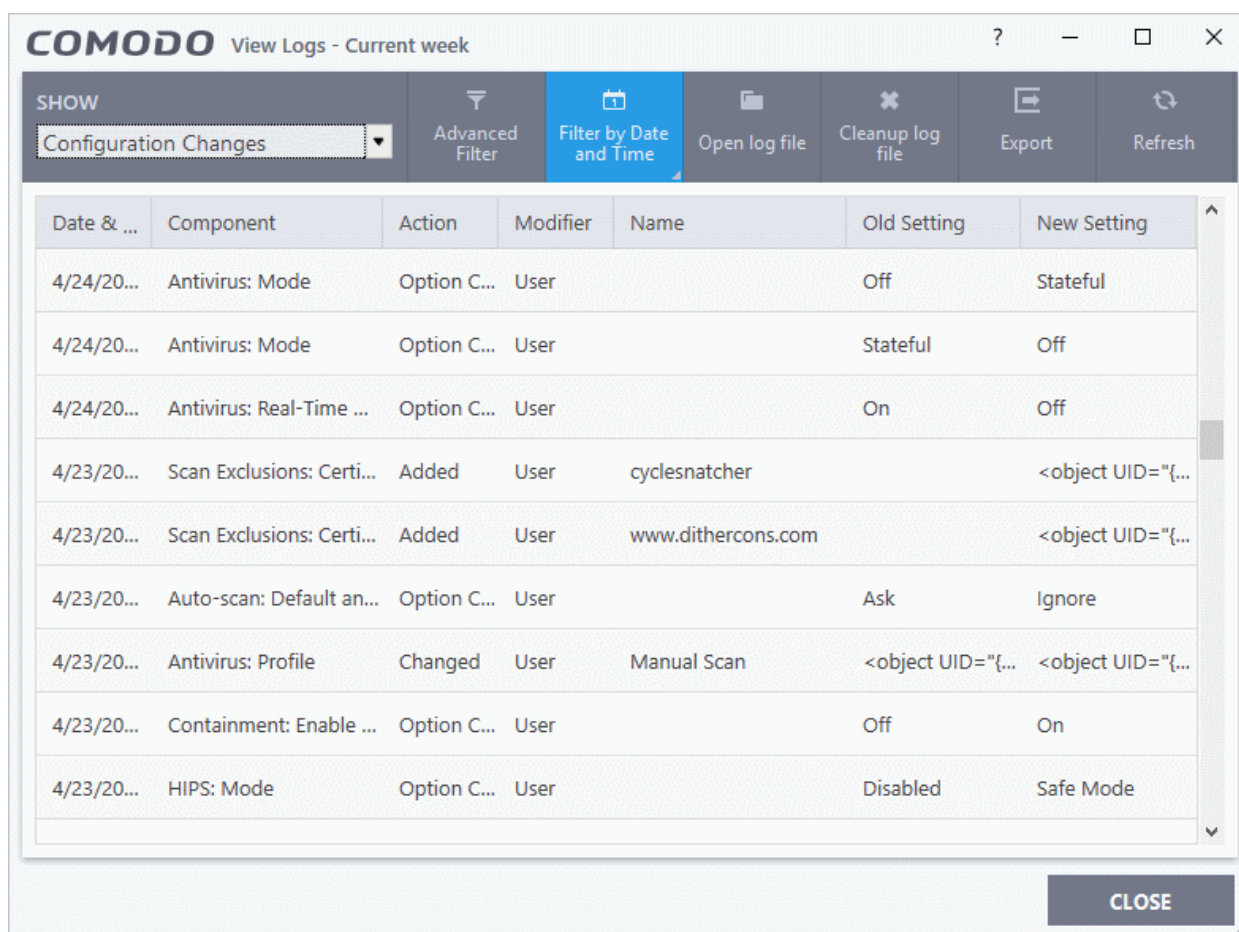 COMODO View Logs - Current week ?
SHOW
Configuration Changes
Advanced
Filter
Filter by Date
and Time
Open log file
Cleanup log
file
Export
Refresh
Date & ... Component Action Modifier Name Old Setting New Setting
4/24/20... Antivirus: Mode Option C... User Off Stateful
4/24/20... Antivirus: Mode Option C... User Stateful Off
4/24/20... Antivirus: Real-Time ... Option C... User On Off
4/23/20... Scan Exclusions: Certi... Added User cyclesnatcher <object UID="{...
4/23/20... Scan Exclusions: Certi... Added User www.dithercons.com <object UID="{...
4/23/20... Auto-scan: Default an... Option C... User Ask Ignore
4/23/20... Antivirus: Profile Changed User Manual Scan <object UID="{... <object UID="{...
4/23/20... Containment: Enable ... Option C... User Off On
4/23/20... HIPS: Mode Option C... User Disabled Safe Mode
CLOSE